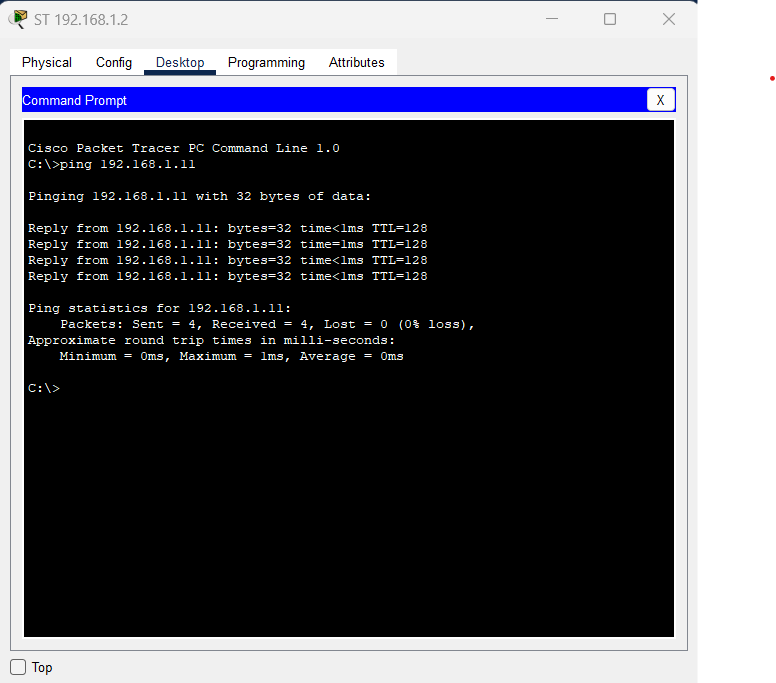 ST 192.168.1.2
Physical Config Desktop Programming Attributes
Command Prompt X
Cisco Packet Tracer PC Command Line 1.0
C:\>ping 192.168.1.11
Pinging 192.168.1.11 with 32 bytes of data:
Reply from 192.168.1.11: bytes=32 time<1ms TTL=128
Reply from 192.168.1.11: bytes=32 time=1ms TTL=128
Reply from 192.168.1.11: bytes=32 time<1ms TTL=128
Reply from 192.168.1.11: bytes=32 time<1ms TTL=128
Ping statistics for 192.168.1.11:
    Packets: Sent = 4, Received = 4, Lost = 0 (0% loss),
Approximate round trip times in milli-seconds:
    Minimum = 0ms, Maximum = 1ms, Average = 0ms
C:\>
Top